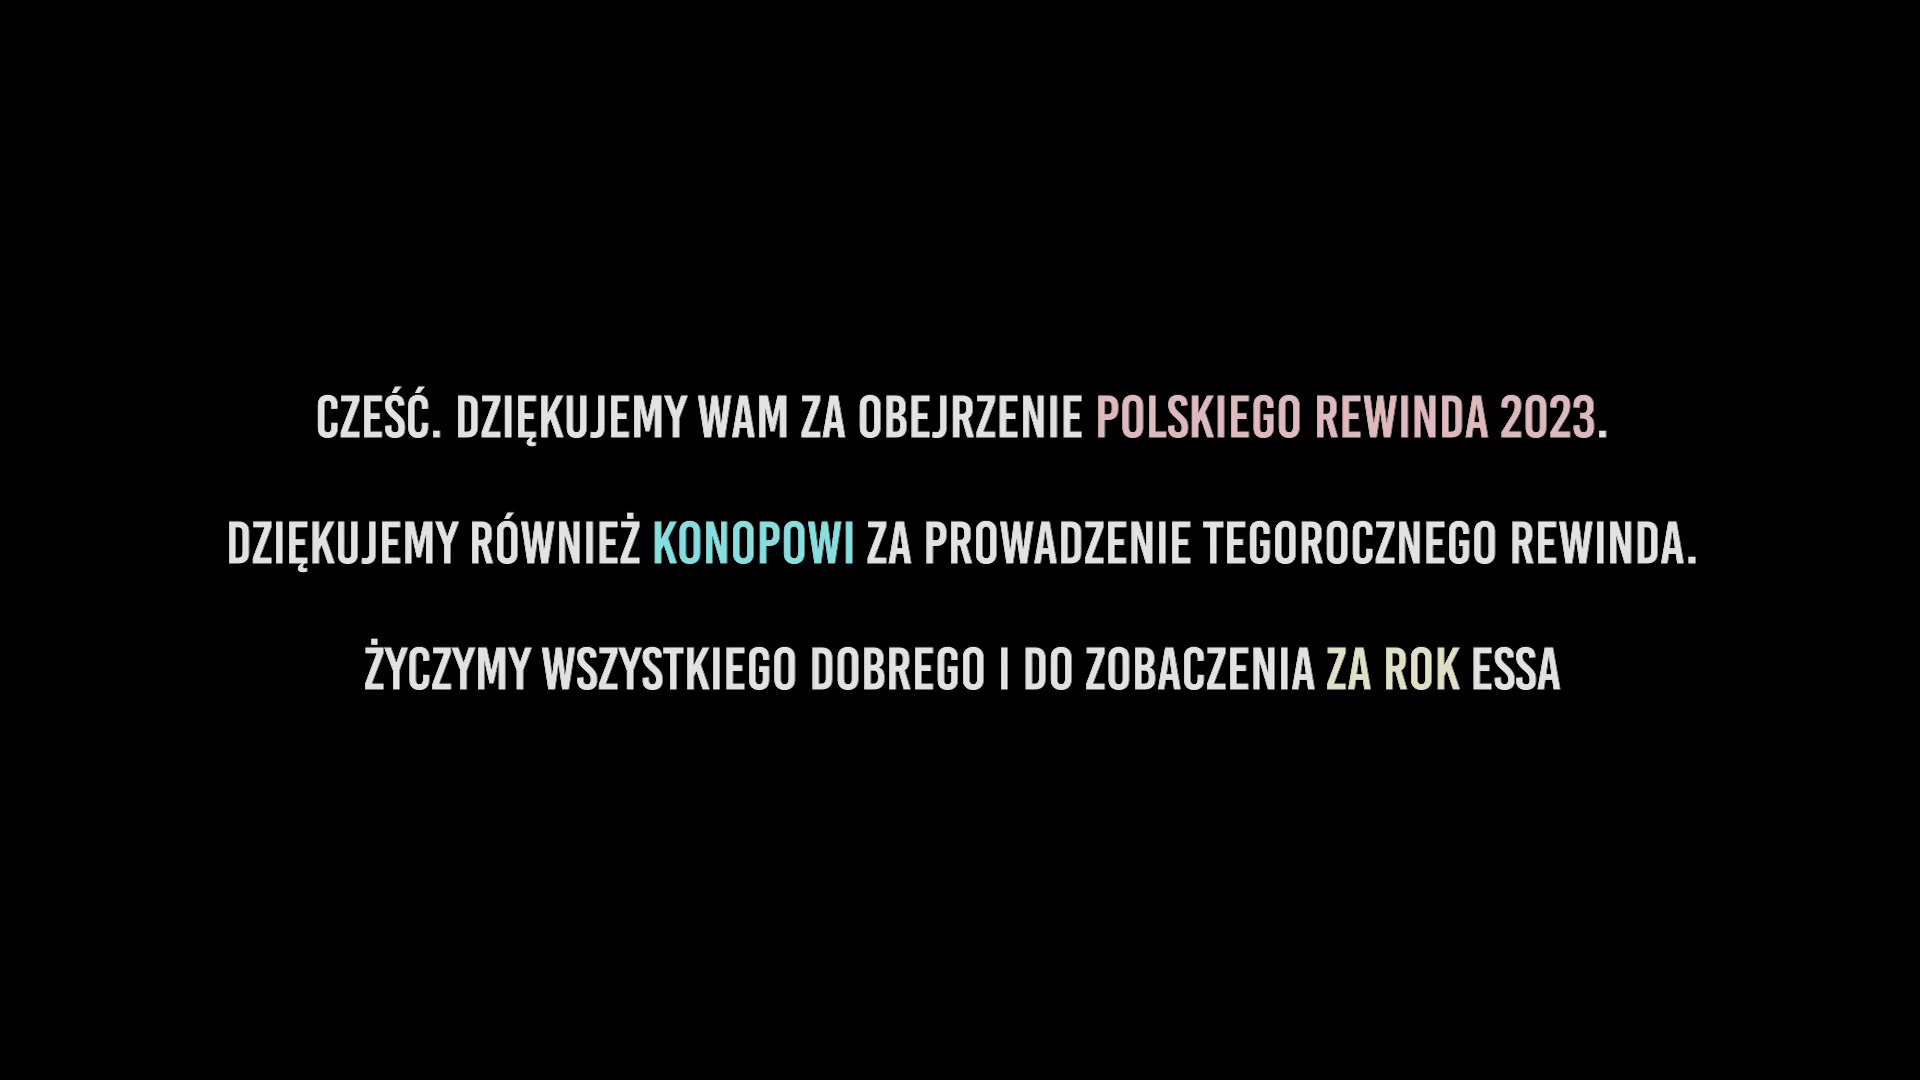 CZEŚĆ. DZIĘKUJEMY WAM ZA OBEJRZENIE POLSKIEGO REWINDA 2023.
DZIĘKUJEMY RÓWNIEŻ KONOPOWI ZA PROWADZENIE TEGOROCZNEGO REWINDA.
ŻYCZYMY WSZYSTKIEGO DOBREGO I DO ZOBACZENIA ZA ROK ESSA